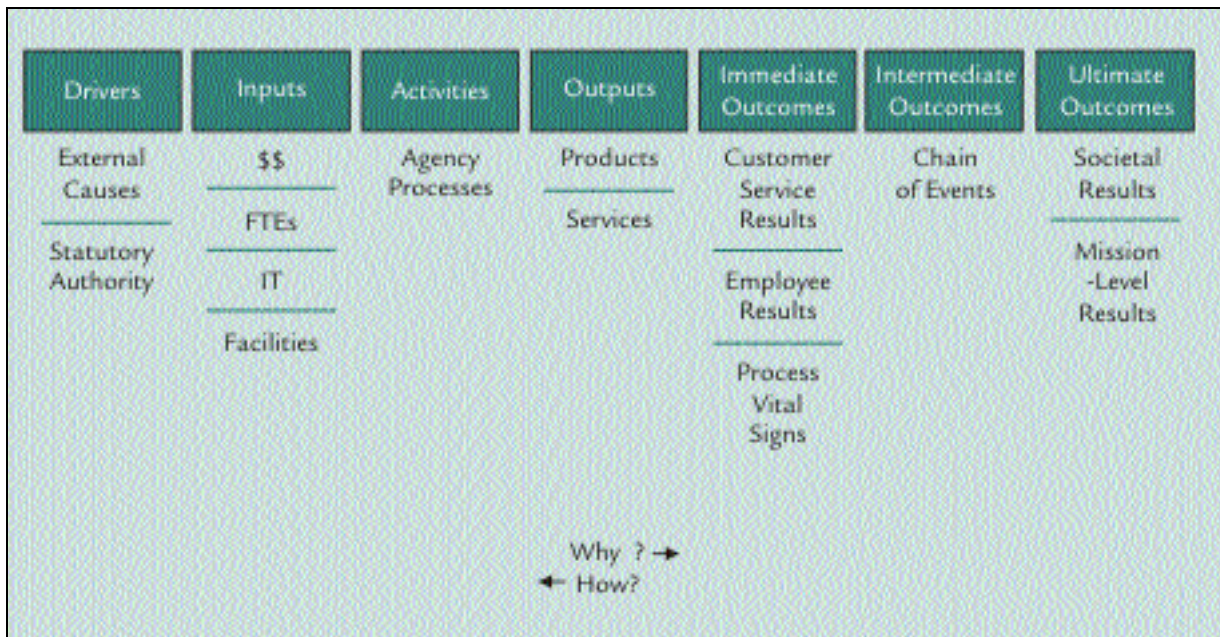 Drivers
Inputs
Activities
Outputs
Immediate
Outcomes
Intermediate
Outcomes
Ultimate
Outcomes
External
Causes
Statutory
Authority
$$
FTEs
IT
Facilities
Agency
Processes
Products
Services
Customer
Service
Results
Employee
Results
Process
Vital
Signs
Chain
of Events
Societal
Results
Mission
-Level
Results
Why ?
How?